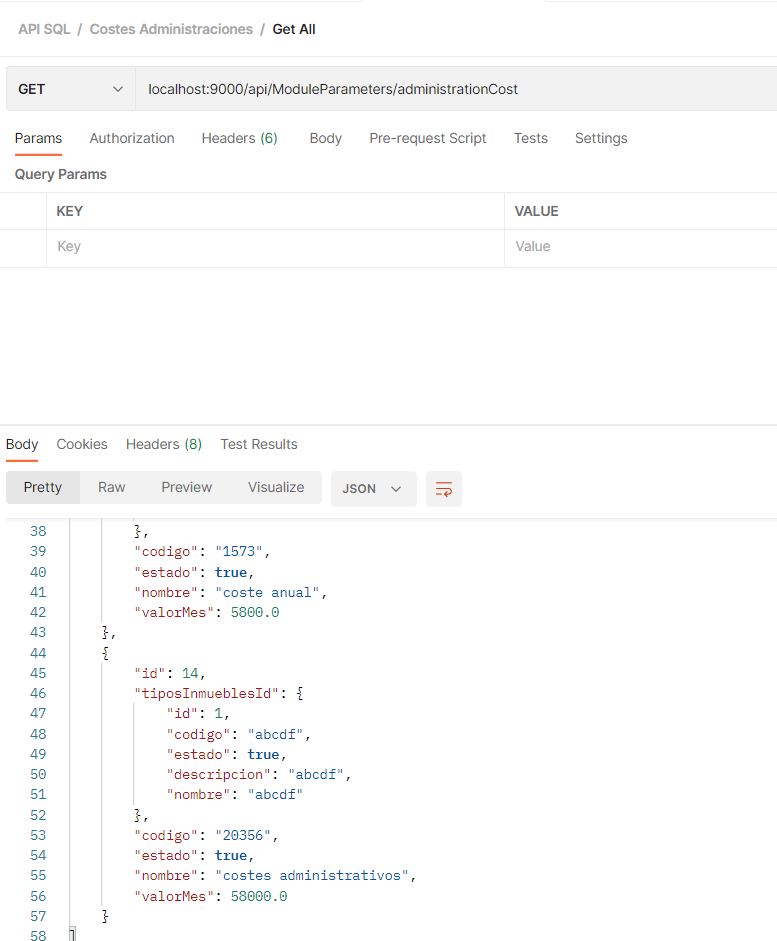 API SQL / Costes Administraciones / Get All
GET localhost:9000/api/ModuleParameters/administrationCost
Params Authorization Headers (6) Body Pre-request Script Tests Settings
Query Params
KEY VALUE
Key Value
Body Cookies Headers (8) Test Results
Pretty Raw Preview Visualize JSON
38 },
39 "codigo": "1573",
40 "estado": true,
41 "nombre": "coste anual",
42 "valorMes": 5800.0
43 },
44 {
45 "id": 14,
46 "tiposInmueblesId": {
47 "id": 1,
48 "codigo": "abcdf",
49 "estado": true,
50 "descripcion": "abcdf",
51 "nombre": "abcdf"
52 },
53 "codigo": "20356",
54 "estado": true,
55 "nombre": "costes administrativos",
56 "valorMes": 58000.0
57 }
58 ]